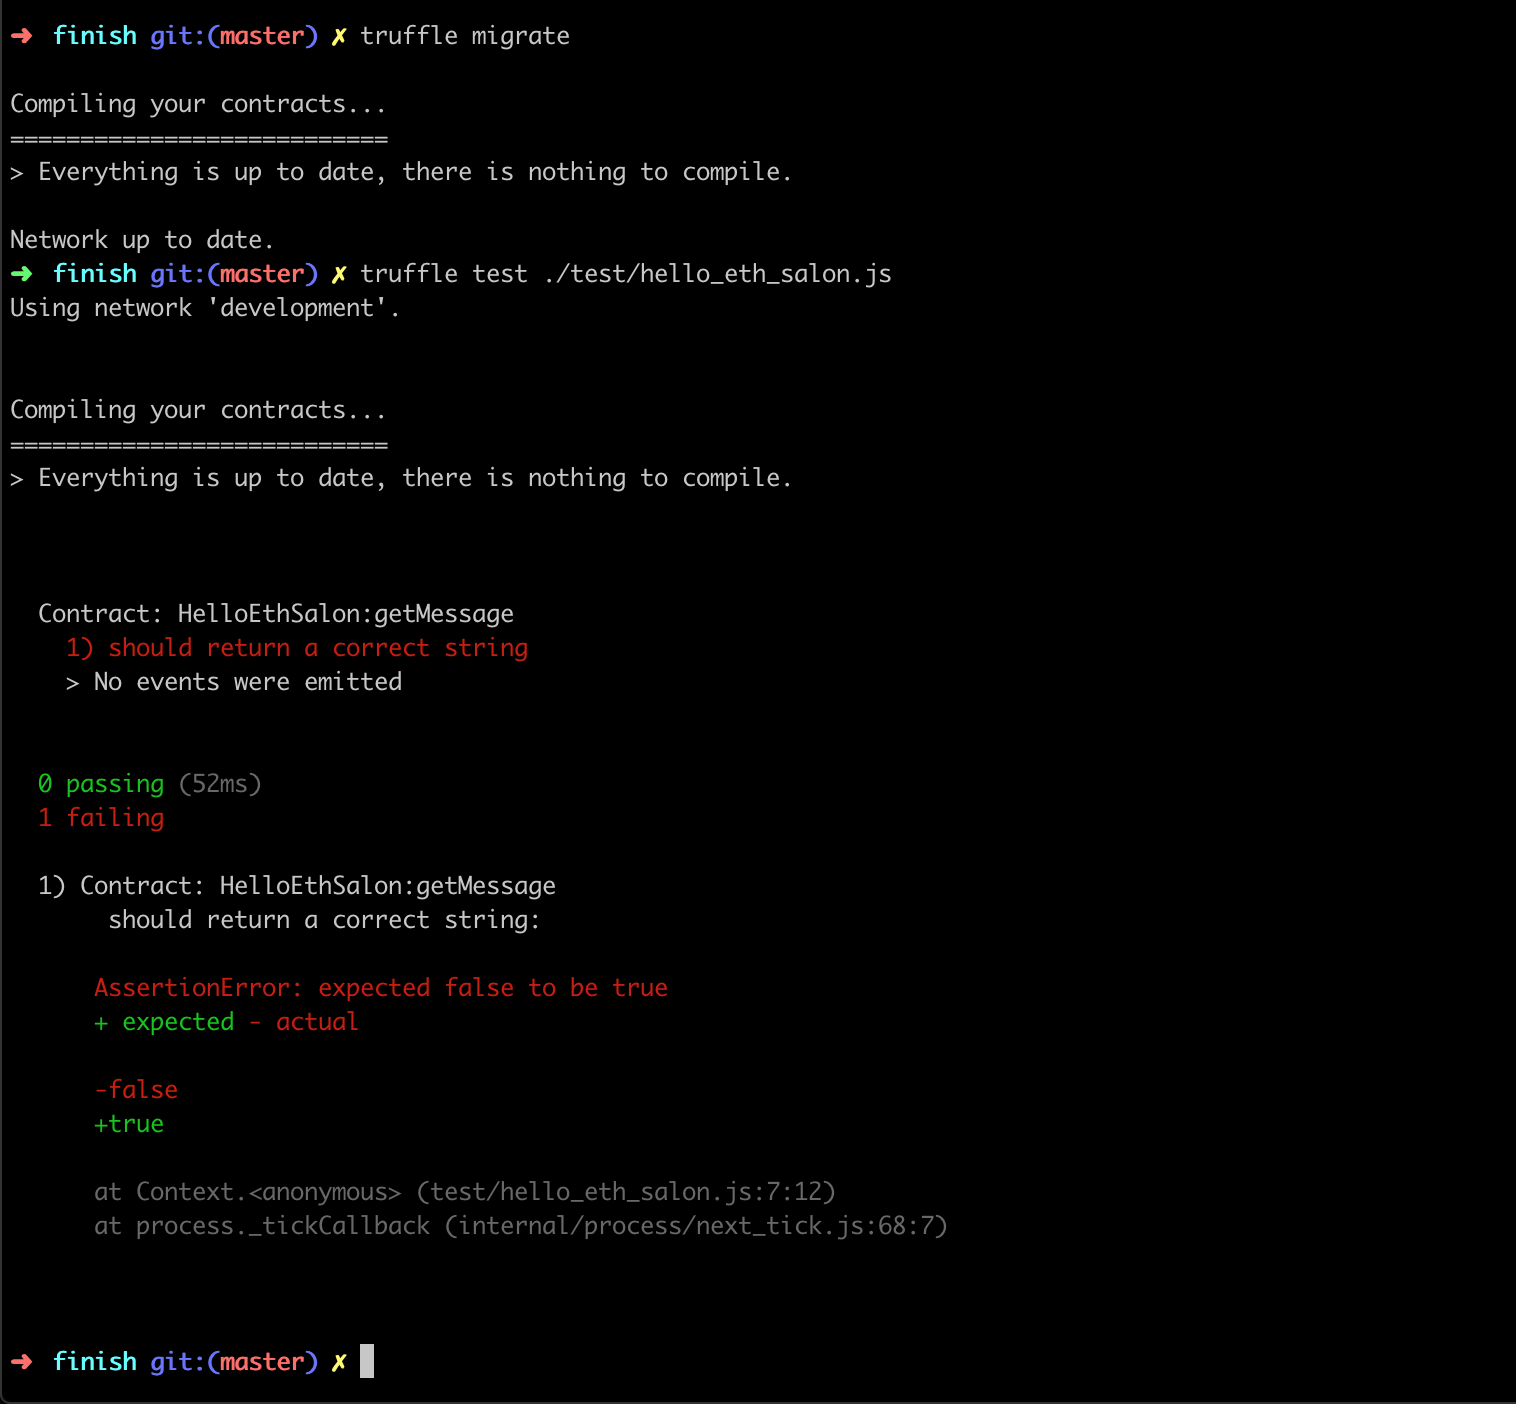 ➜ finish git:(master) ✗ truffle migrate
Compiling your contracts...
===========================
> Everything is up to date, there is nothing to compile.
Network up to date.
➜ finish git:(master) ✗ truffle test ./test/hello_eth_salon.js
Using network 'development'.
Compiling your contracts...
===========================
> Everything is up to date, there is nothing to compile.
Contract: HelloEthSalon:getMessage
1) should return a correct string
> No events were emitted
0 passing (52ms)
1 failing
1) Contract: HelloEthSalon:getMessage
should return a correct string:
AssertionError: expected false to be true
+ expected - actual
-false
+true
at Context.<anonymous> (test/hello_eth_salon.js:7:12)
at process._tickCallback (internal/process/next_tick.js:68:7)
➜ finish git:(master) ✗